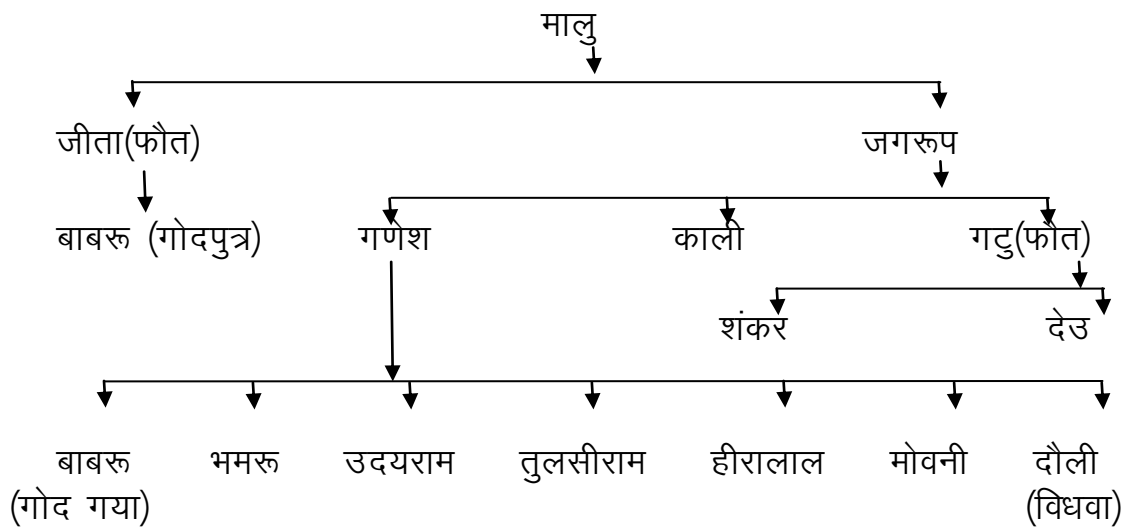 मालु
जीता(फौत) जगरूप
बाबरू (गोदपुत्र) गणेश काली गटु(फौत)
शंकर देउ
बाबरू भमरू उदयराम तुलसीराम हीरालाल मोवनी दौली
(गोद गया) (विधवा)